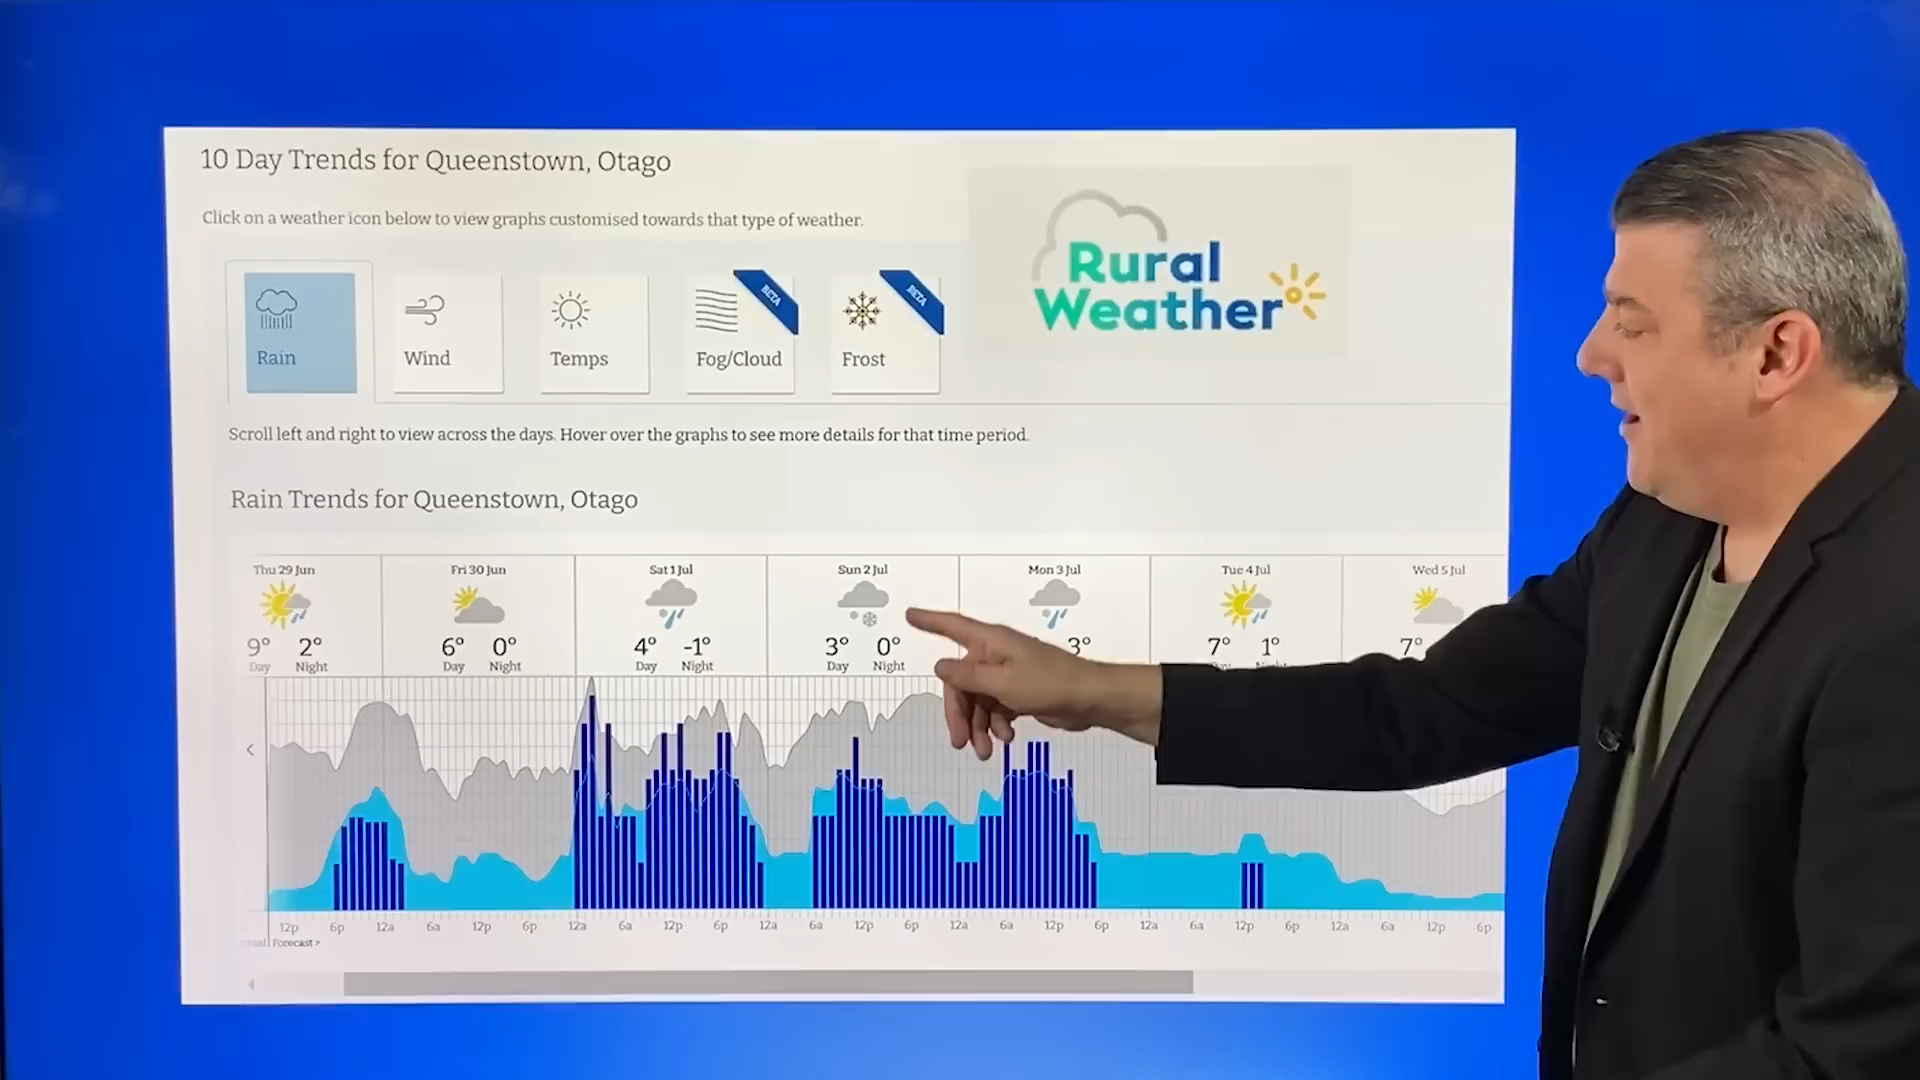 10 Day Trends for Queenstown, Otago
Click on a weather icon below to view graphs customised towards that type of weather.
Rural
Weather
BETA
BETA
Rain
Wind
Temps
Fog/Cloud
Frost
Scroll left and right to view across the days. Hover over the graphs to see more details for that time period.
Rain Trends for Queenstown, Otago
Thu 29 Jun Fri 30 Jun Sat 1 Jul Sun 2 Jul Mon 3 Jul Tue 4 Jul Wed 5 Jul
9° 2° 6° 0° 4° -1° 3° 0° 3° 7° 1° 7°
Day Night Day Night Day Night Day Night
12p 6p 12a 6a 12p 6p 12a 6a 12p 6p 12a 6a 12p 6p 12a 6a 12p 6p 12a 6a 12p 6p 12a 6a 12p 6p
Forecast >